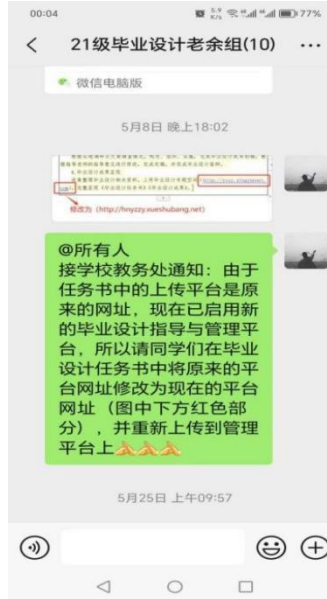 00:04
5.9
K/s
77%
21级毕业设计老余组(10)
微信电脑版
5月8日 晚上18:02
修改为（http://hnyzzy.xueshubang.net）
@所有人
接学校教务处通知：由于
任务书中的上传平台是原
来的网址，现在已启用新
的毕业设计指导与管理平
台，所以请同学们在毕业
设计任务书中将原来的平
台网址修改为现在的平台
网址（图中下方红色部
分），并重新上传到管理
平台上
5月25日 上午09:57